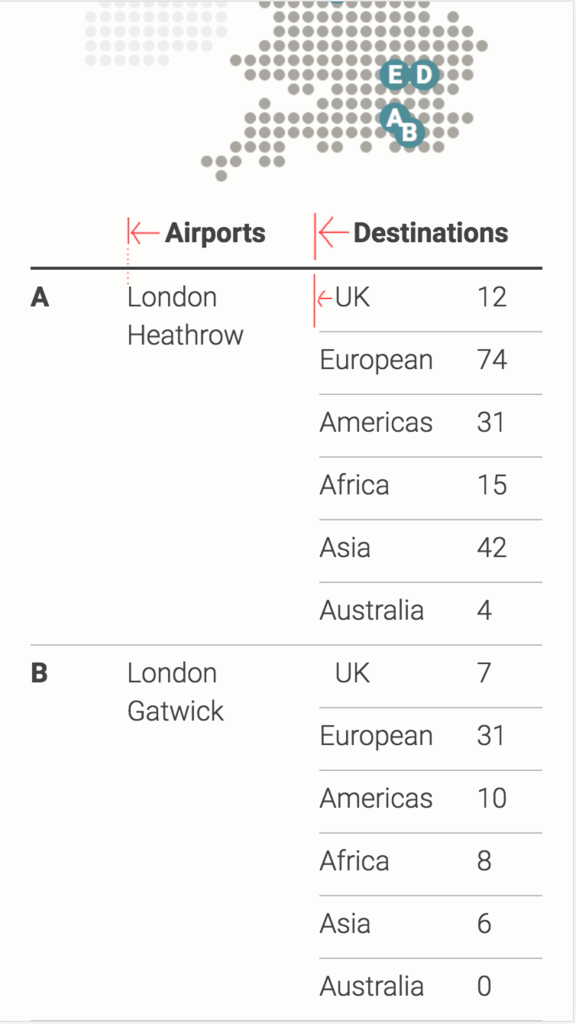 E D
A
B
Airports Destinations
A London Heathrow UK 12
European 74
Americas 31
Africa 15
Asia 42
Australia 4
B London Gatwick UK 7
European 31
Americas 10
Africa 8
Asia 6
Australia 0